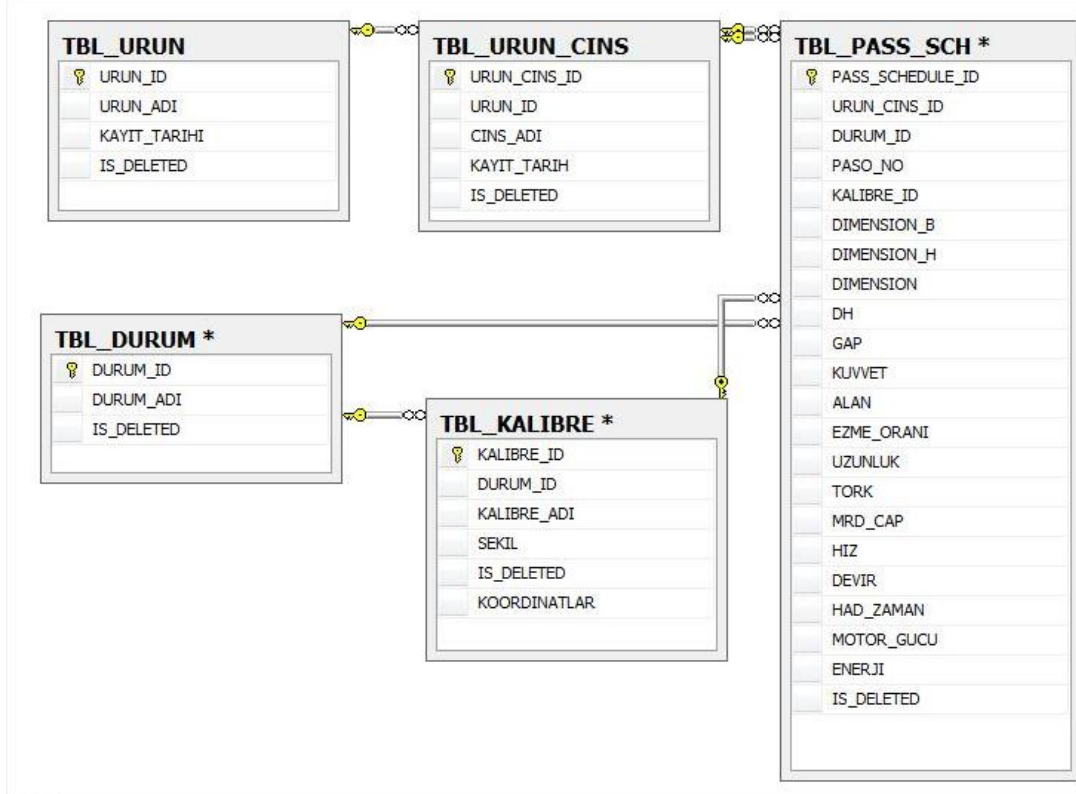 TBL_URUN
URUN_ID
URUN_ADI
KAYIT_TARIHI
IS_DELETED
TBL_URUN_CINS
URUN_CINS_ID
URUN_ID
CINS_ADI
KAYIT_TARIH
IS_DELETED
TBL_PASS_SCH *
PASS_SCHEDULE_ID
URUN_CINS_ID
DURUM_ID
PASO_NO
KALIBRE_ID
DIMENSION_B
DIMENSION_H
DIMENSION
DH
GAP
KUVVET
ALAN
EZME_ORANI
UZUNLUK
TORK
MRD_CAP
HIZ
DEVIR
HAD_ZAMAN
MOTOR_GUCU
ENERJI
IS_DELETED
TBL_DURUM *
DURUM_ID
DURUM_ADI
IS_DELETED
TBL_KALIBRE *
KALIBRE_ID
DURUM_ID
KALIBRE_ADI
SEKIL
IS_DELETED
KOORDINATLAR